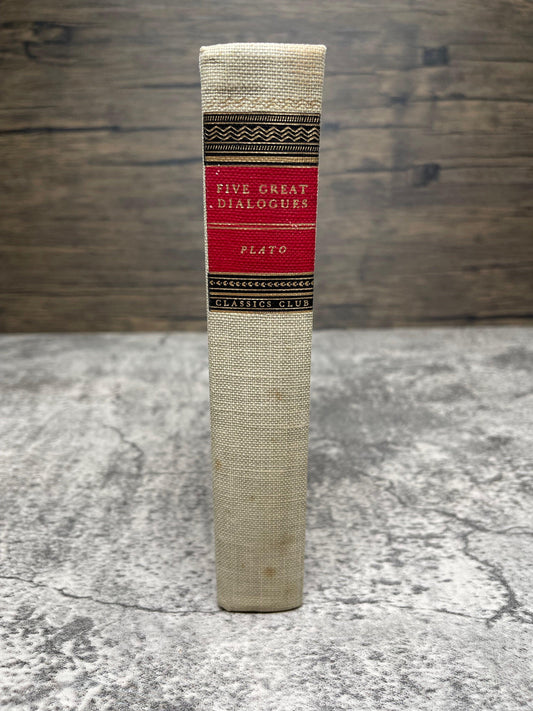 FIVE GREAT
DIALOGUES
PLATO
CLASSICS CLUB